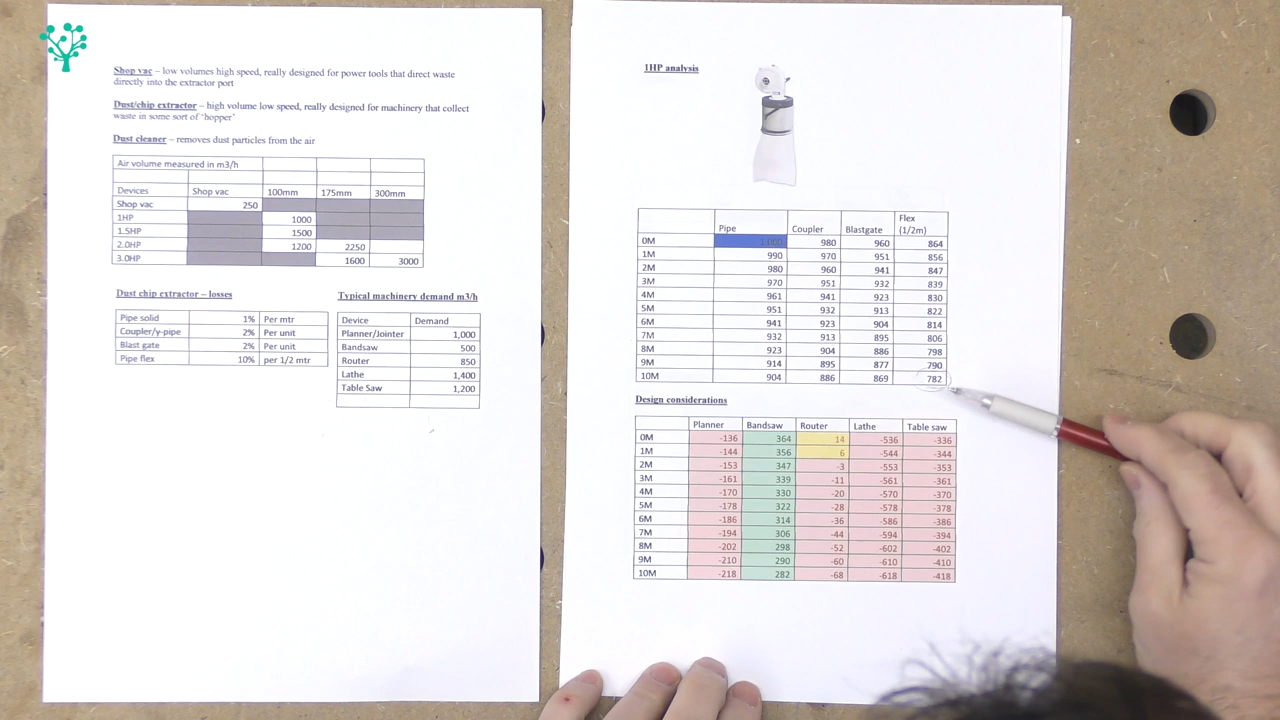 Shop vac – low volumes high speed, really designed for power tools that direct waste
directly into the extractor port
Dust/chip extractor – high volume low speed, really designed for machinery that collect
waste in some sort of ‘hopper’
Dust cleaner – removes dust particles from the air
Air volume measured in m3/h
Devices Shop vac 100mm 175mm 300mm
Shop vac 250
1HP 1000
1.5HP 1500
2.0HP 1200 2250
3.0HP 1600 3000
Dust chip extractor – losses
Pipe solid 1% Per mtr
Coupler/y-pipe 2% Per unit
Blast gate 2% Per unit
Pipe flex 10% per 1/2 mtr
Typical machinery demand m3/h
Device Demand
Planner/Jointer 1,000
Bandsaw 500
Router 850
Lathe 1,400
Table Saw 1,200
1HP analysis
Pipe Coupler Blastgate Flex
(1/2m)
0M 1,000 980 960 864
1M 990 970 951 856
2M 980 960 941 847
3M 970 951 932 839
4M 961 941 923 830
5M 951 932 913 822
6M 941 923 904 814
7M 932 913 895 806
8M 923 904 886 798
9M 914 895 877 790
10M 904 886 869 782
Design considerations
Planner Bandsaw Router Lathe Table saw
0M -136 364 14 -536 -336
1M -144 356 6 -544 -344
2M -153 347 -3 -553 -353
3M -161 339 -11 -561 -361
4M -170 330 -20 -570 -370
5M -178 322 -28 -578 -378
6M -186 314 -36 -586 -386
7M -194 306 -44 -594 -394
8M -202 298 -52 -602 -402
9M -210 290 -60 -610 -410
10M -218 282 -68 -618 -418